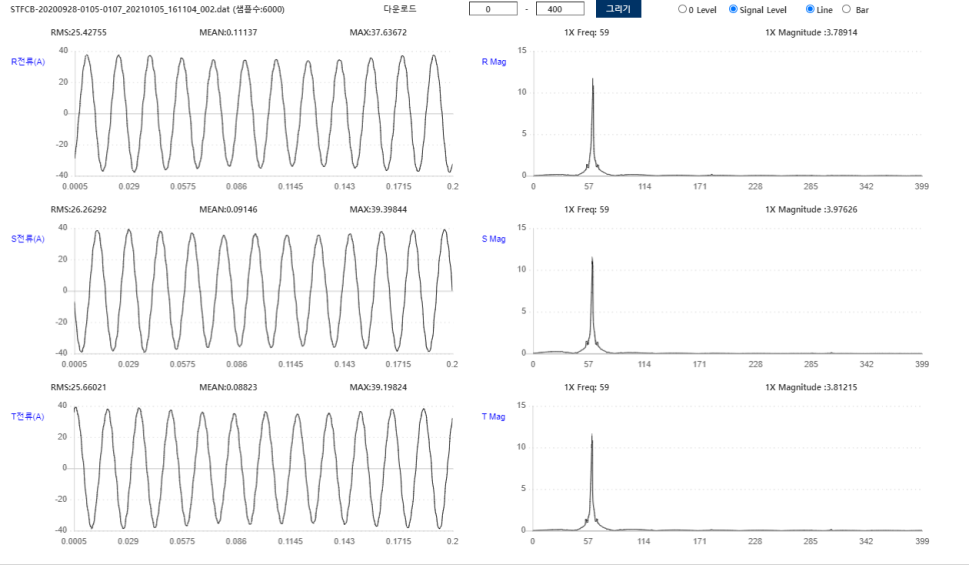 STFCB-20200928-0105-0107_20210105_161104_002.dat (샘플수:6000) 다운로드 0 - 400 그리기 0 Level Signal Level Line Bar
RMS:25.42755 MEAN:0.11137 MAX:37.63672 1X Freq: 59 1X Magnitude :3.78914
R전류(A)
40
20
0
-20
-40
0.0005 0.029 0.0575 0.086 0.1145 0.143 0.1715 0.2
R Mag
15
10
5
0
0 57 114 171 228 285 342 399
RMS:26.26292 MEAN:0.09146 MAX:39.39844 1X Freq: 59 1X Magnitude :3.97626
S전류(A)
40
20
0
-20
-40
0.0005 0.029 0.0575 0.086 0.1145 0.143 0.1715 0.2
S Mag
15
10
5
0
0 57 114 171 228 285 342 399
RMS:25.66021 MEAN:0.08823 MAX:39.19824 1X Freq: 59 1X Magnitude :3.81215
T전류(A)
40
20
0
-20
-40
0.0005 0.029 0.0575 0.086 0.1145 0.143 0.1715 0.2
T Mag
15
10
5
0
0 57 114 171 228 285 342 399